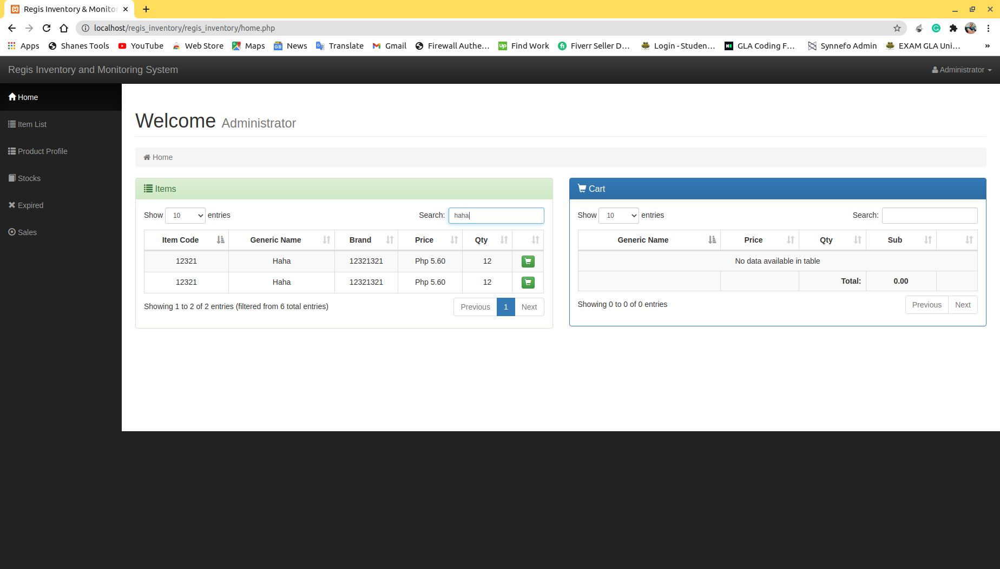 Regis Inventory & Monitor
localhost/regis_inventory/regis_inventory/home.php
Apps Shanes Tools YouTube Web Store Maps News Translate Gmail Firewall Authe... Find Work Fiverr Seller D... Login - Studen... GLA Coding F... Synnefo Admin EXAM GLA Uni... »
Regis Inventory and Monitoring System Administrator
Home
Item List
Product Profile
Stocks
Expired
Sales
Welcome Administrator
Home
Items
Show 10 entries Search: haha
Item Code Generic Name Brand Price Qty
12321 Haha 12321321 Php 5.60 12
12321 Haha 12321321 Php 5.60 12
Showing 1 to 2 of 2 entries (filtered from 6 total entries) Previous 1 Next
Cart
Show 10 entries Search:
Generic Name Price Qty Sub
No data available in table
Total: 0.00
Showing 0 to 0 of 0 entries Previous Next